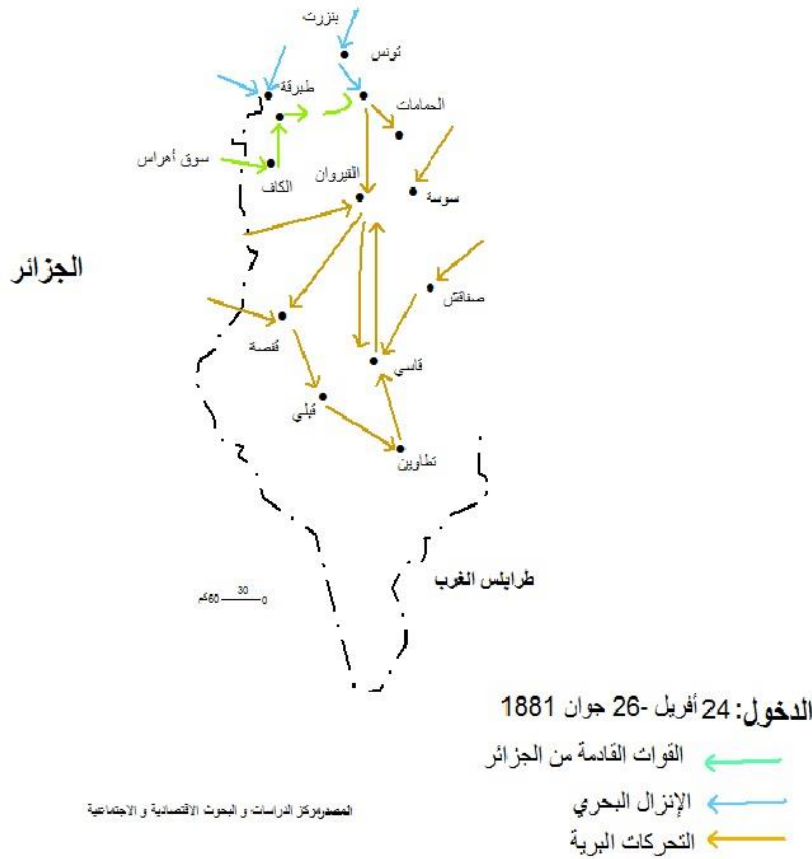 بنزرت
تونس
طبرقة
الحمامات
سوق أهراس
الكاف
القيروان
سوسة
الجزائر
صفاقش
قفصة
قاسي
قبلي
تطاوين
طرابلس الغرب
0 30 60كم
الدخول: 24 أفريل -26 جوان 1881
القوات القادمة من الجزائر
الإنزال البحري
التحركات البرية
المصدر:مركز الدراسات و البحوث الاقتصادية و الاجتماعية